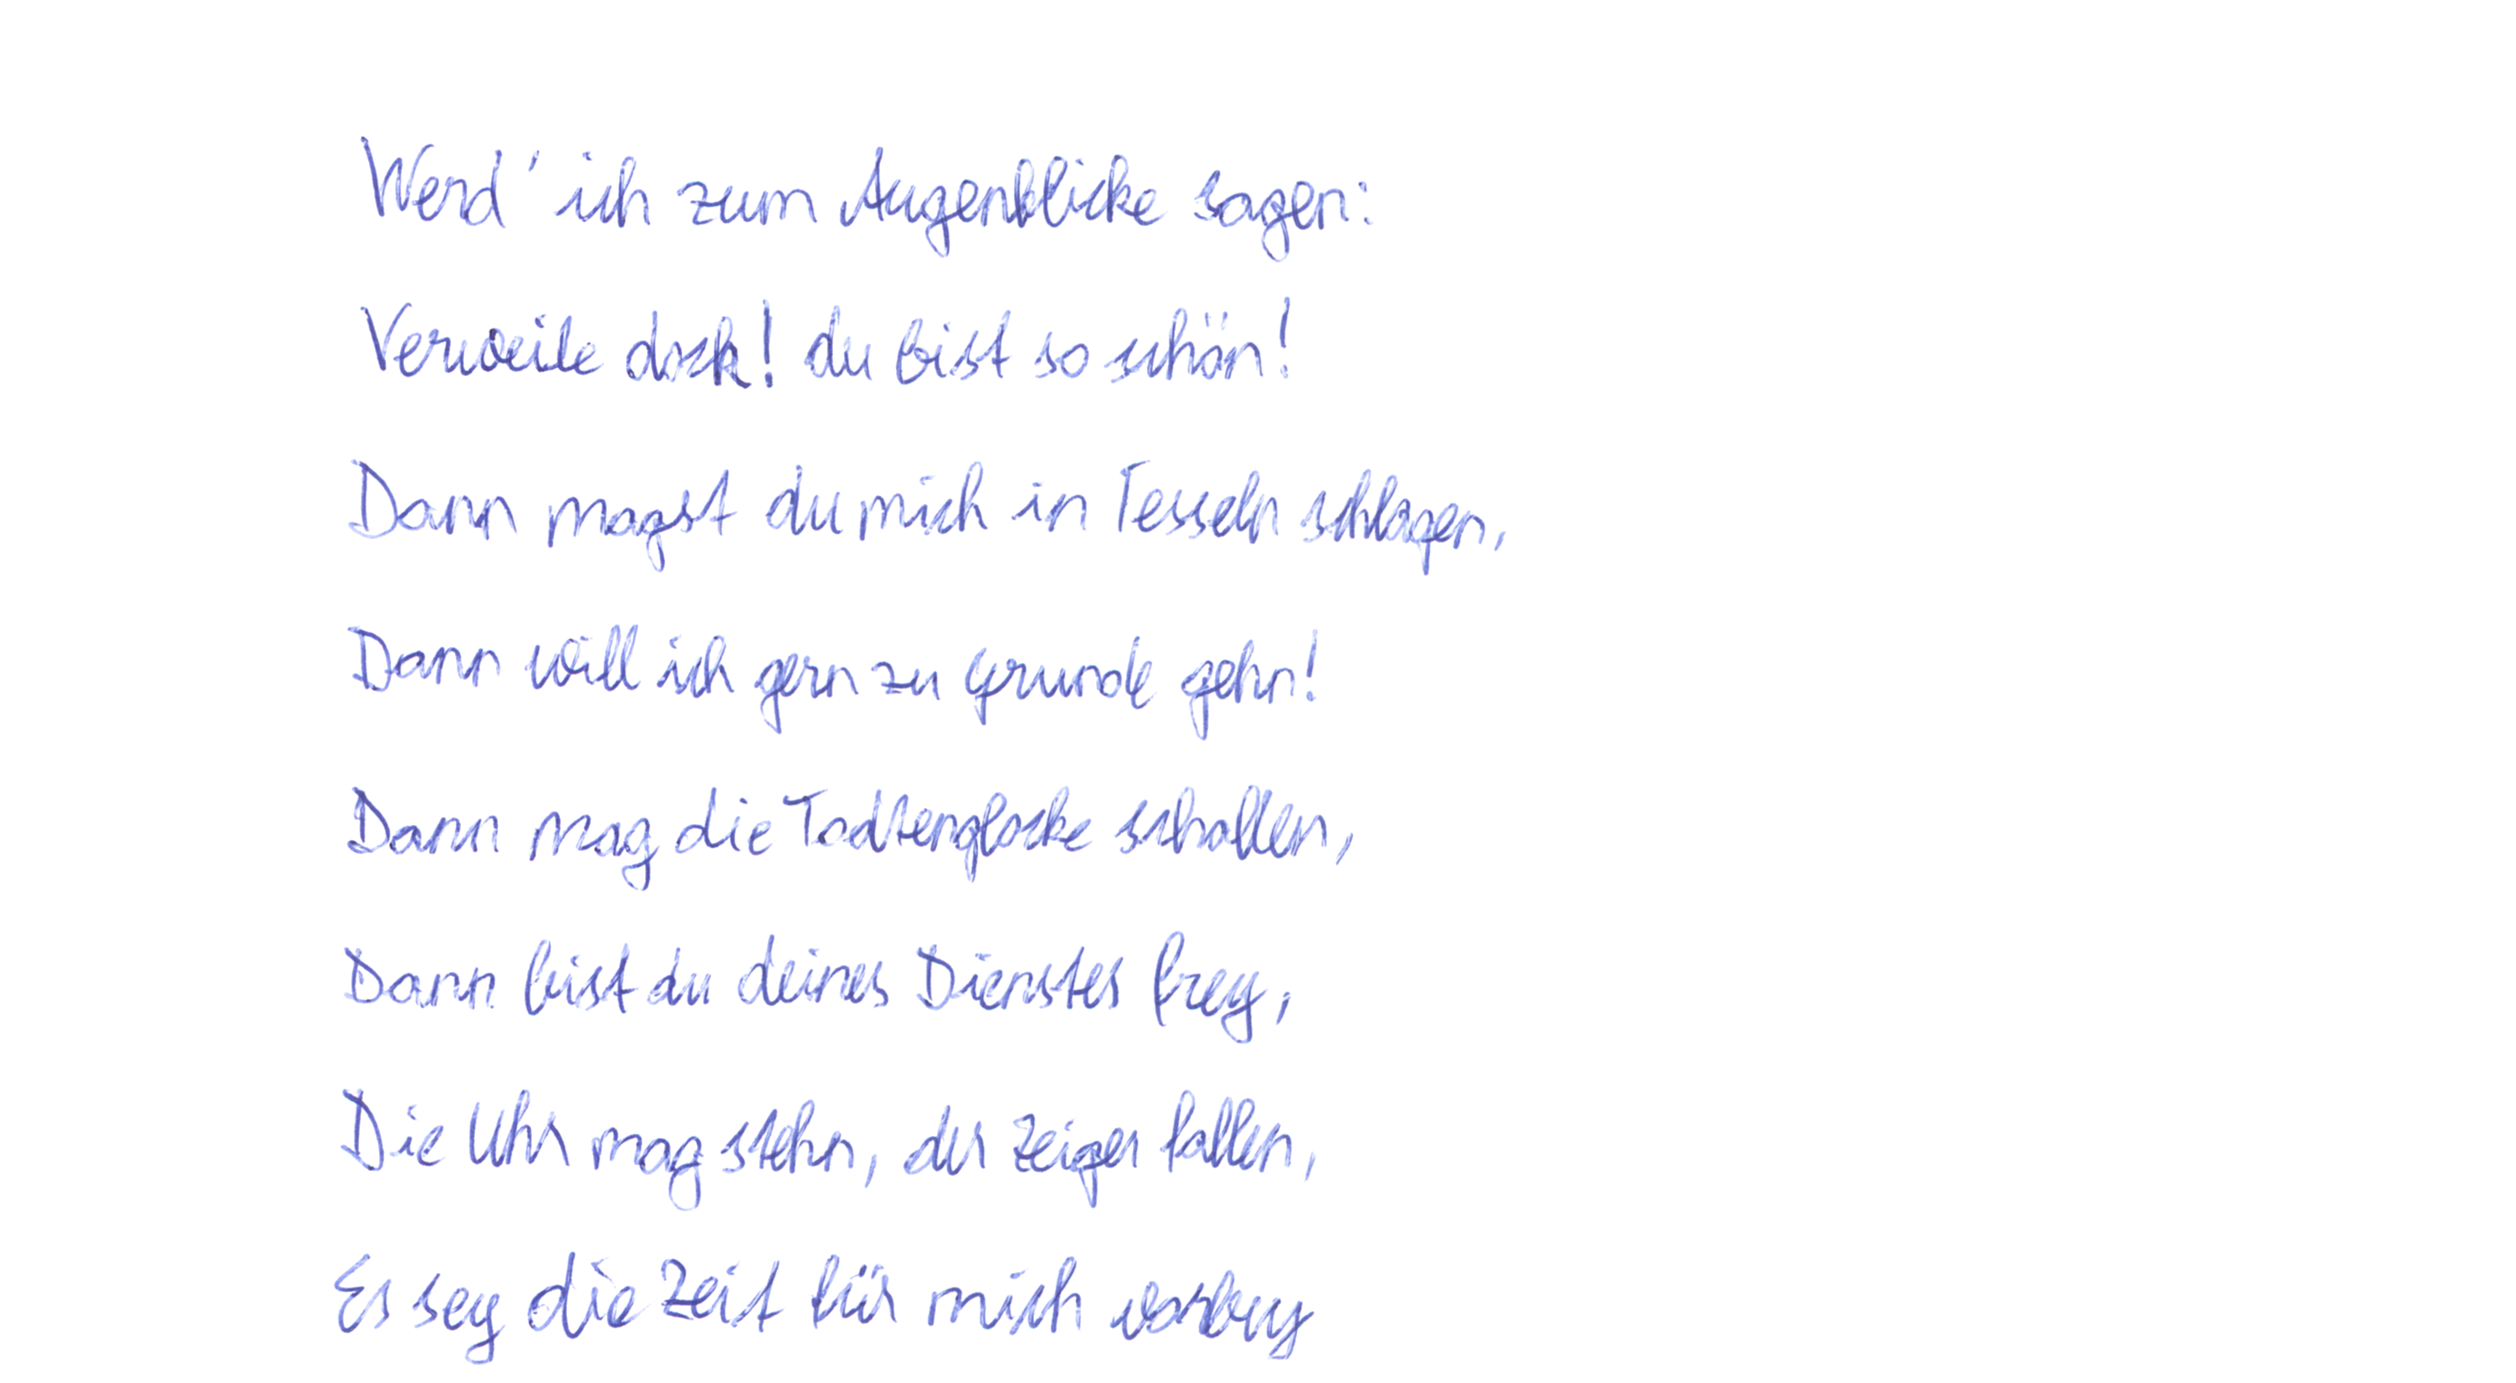 Werd' ich zum Augenblicke sagen:
Verweile doch! du bist so schön!
Dann magst du mich in Fesseln schlagen,
Dann will ich gern zu grunde gehn!
Dann mag die Todtenglocke schallen,
Dann bist du deines Dienstes frey,
Die Uhr mag stehn, der Zeiger fallen,
Es sey die Zeit für mich vorbey